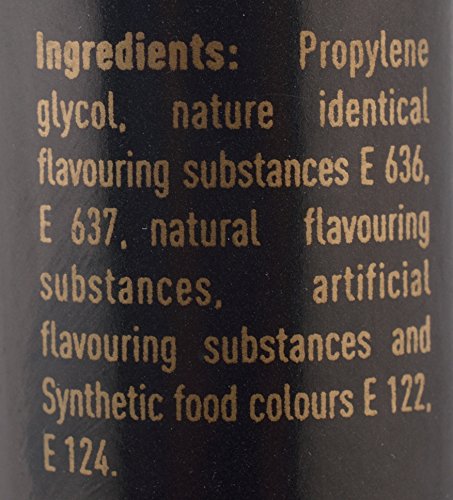 Ingredients: Propylene
glycol, nature identical
flavouring substances E 636,
E 637, natural flavouring
substances, artificial
flavouring substances and
Synthetic food colours E 122,
E 124.